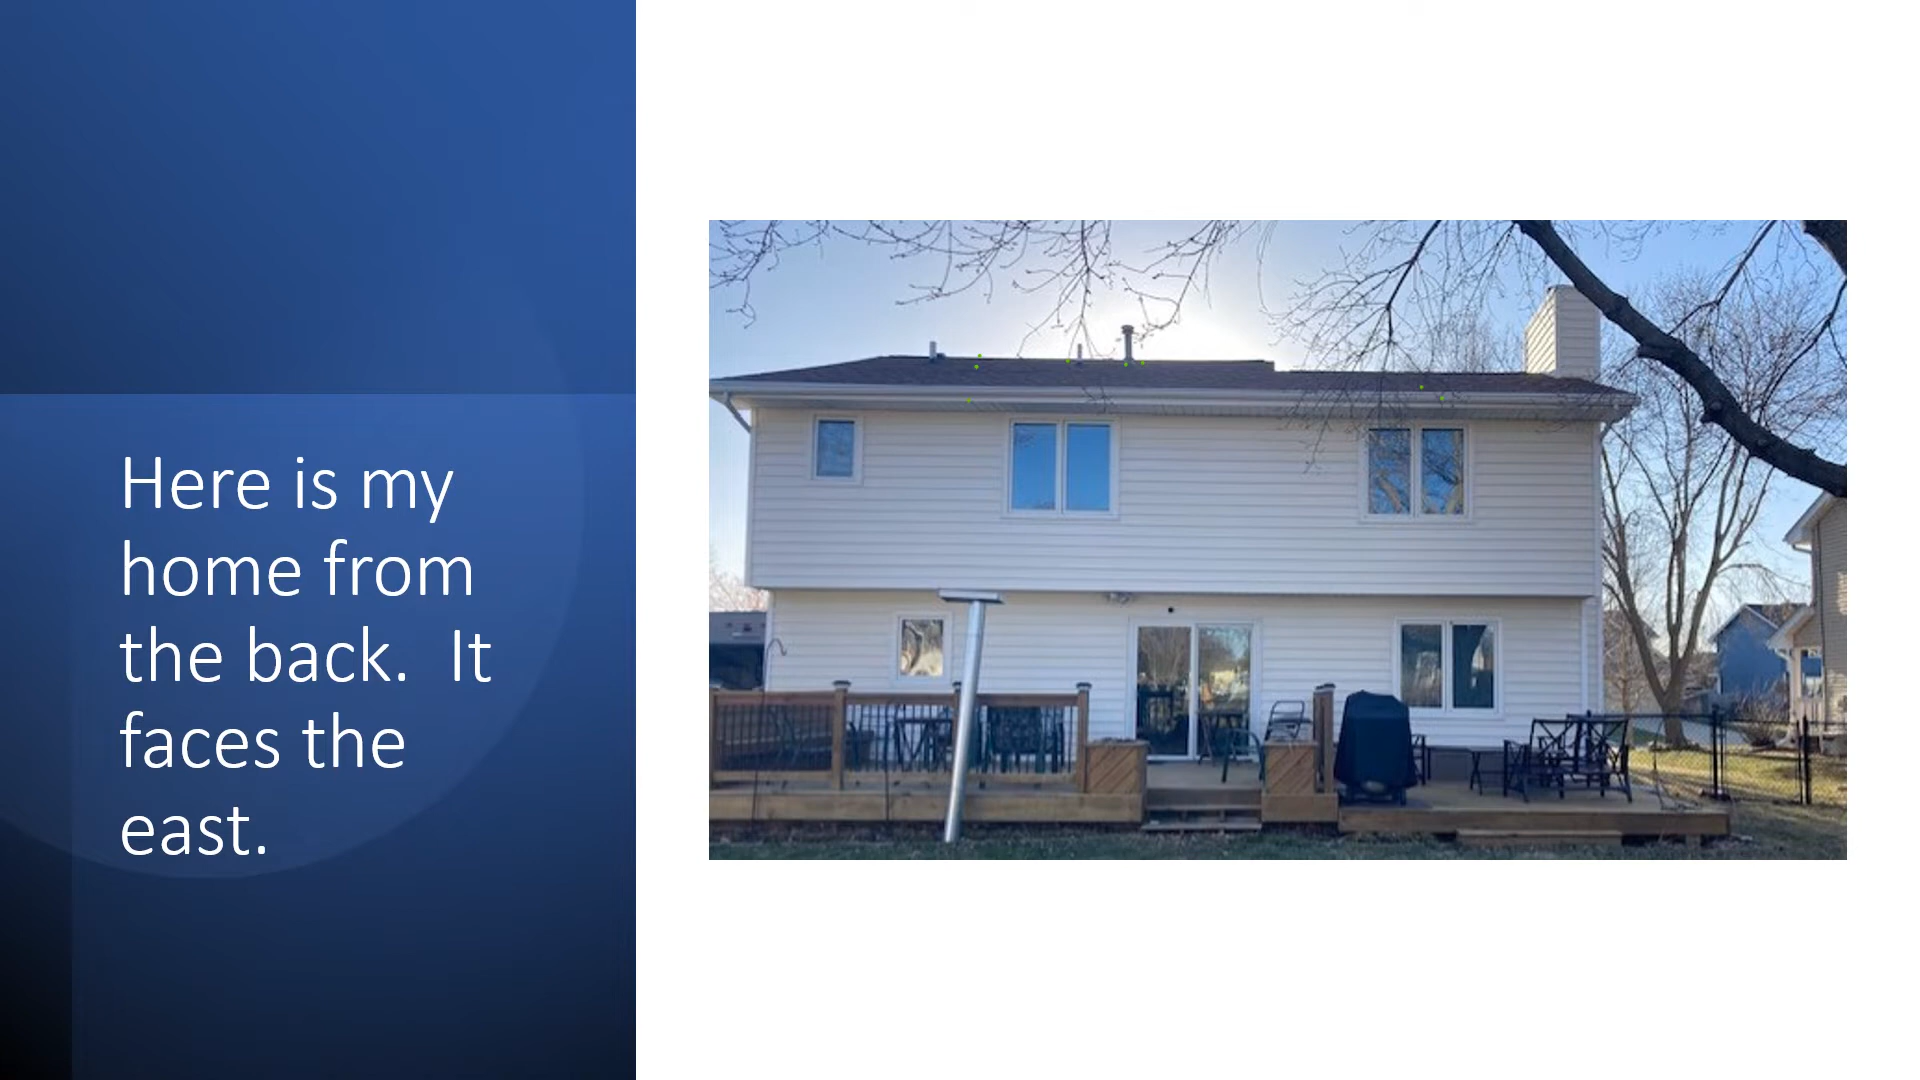 Here is my
home from
the back.  It
faces the
east.